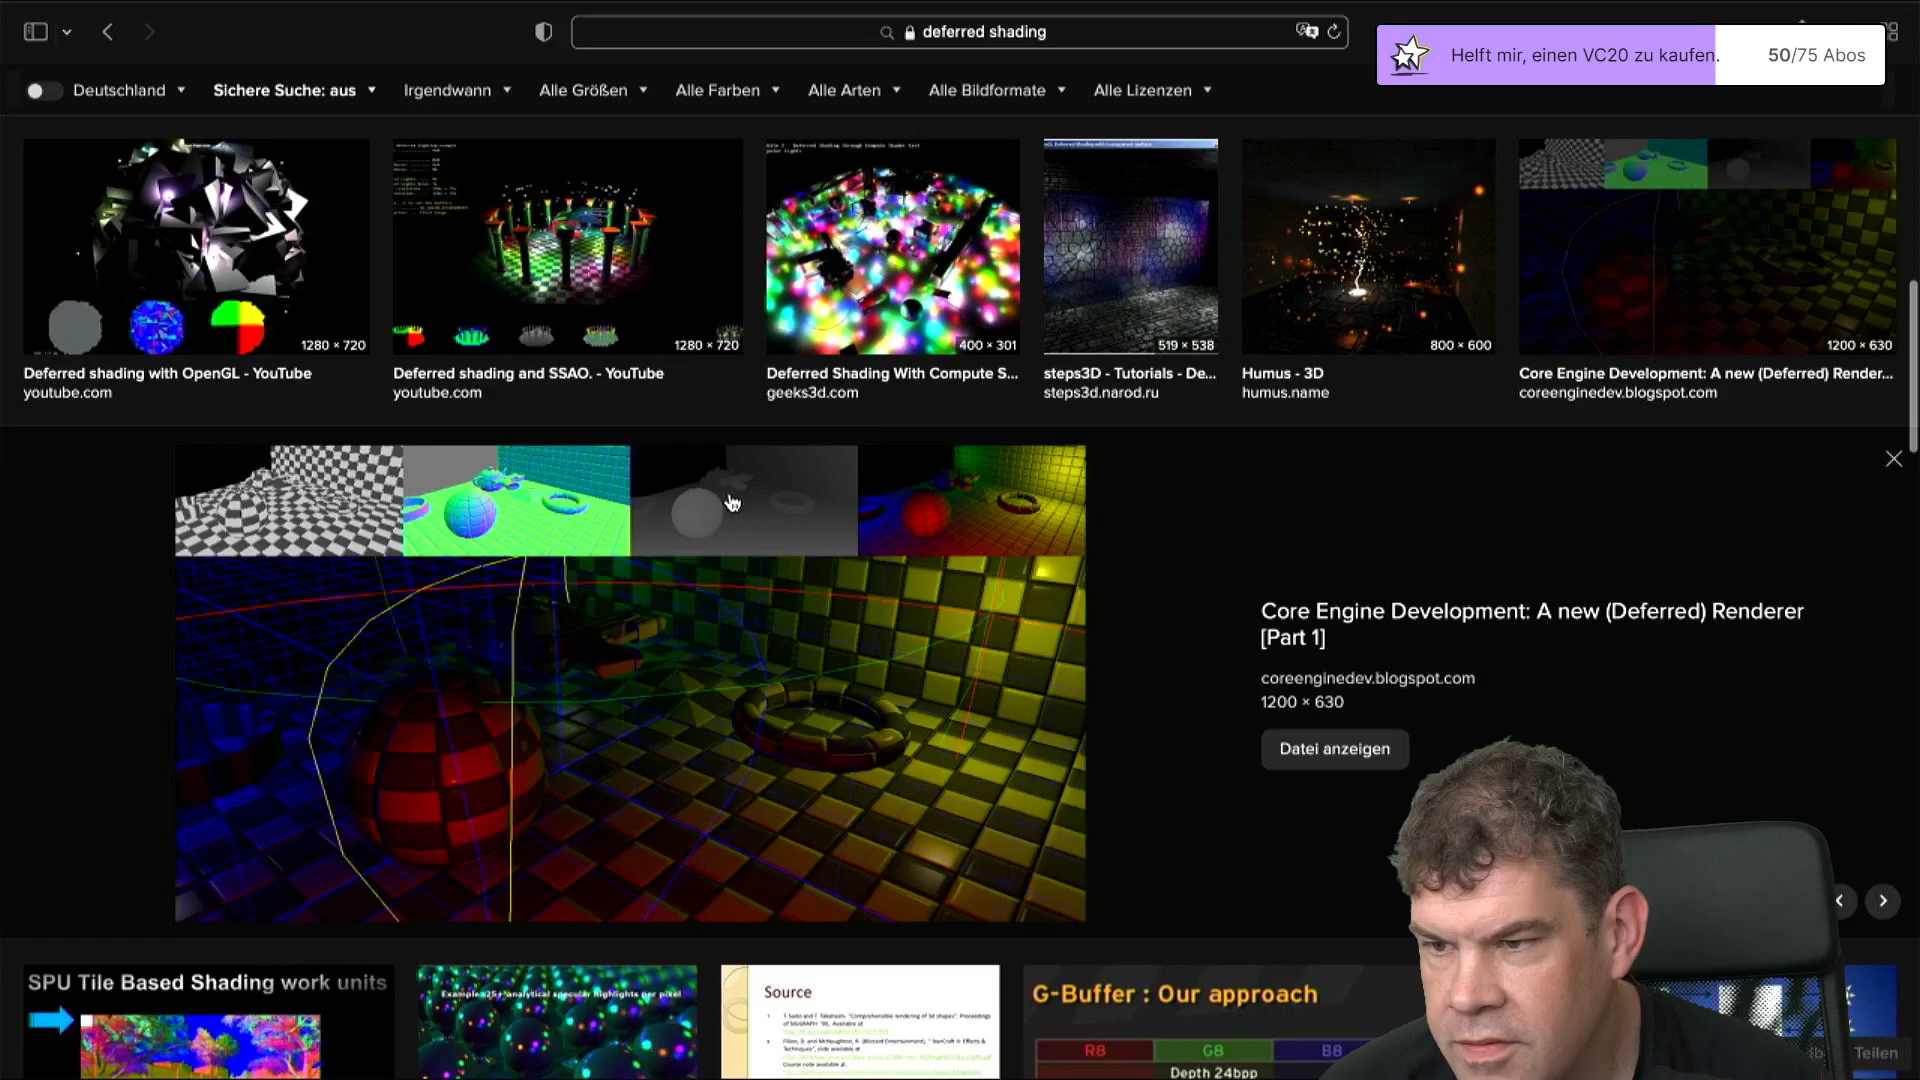 deferred shading
Helft mir, einen VC20 zu kaufen.
50/75 Abos
Deutschland
Sichere Suche: aus
Irgendwann
Alle Größen
Alle Farben
Alle Arten
Alle Bildformate
Alle Lizenzen
1280 × 720
1280 × 720
400 × 301
519 × 538
800 × 600
1200 × 630
Deferred shading with OpenGL - YouTube
youtube.com
Deferred shading and SSAO. - YouTube
youtube.com
Deferred Shading With Compute S...
geeks3d.com
steps3D - Tutorials - De...
steps3d.narod.ru
Humus - 3D
humus.name
Core Engine Development: A new (Deferred) Render...
coreenginedev.blogspot.com
Core Engine Development: A new (Deferred) Renderer
[Part 1]
coreenginedev.blogspot.com
1200 × 630
Datei anzeigen
SPU Tile Based Shading work units
Source
G-Buffer : Our approach
R8
G8
B8
Depth 24bpp
Teilen